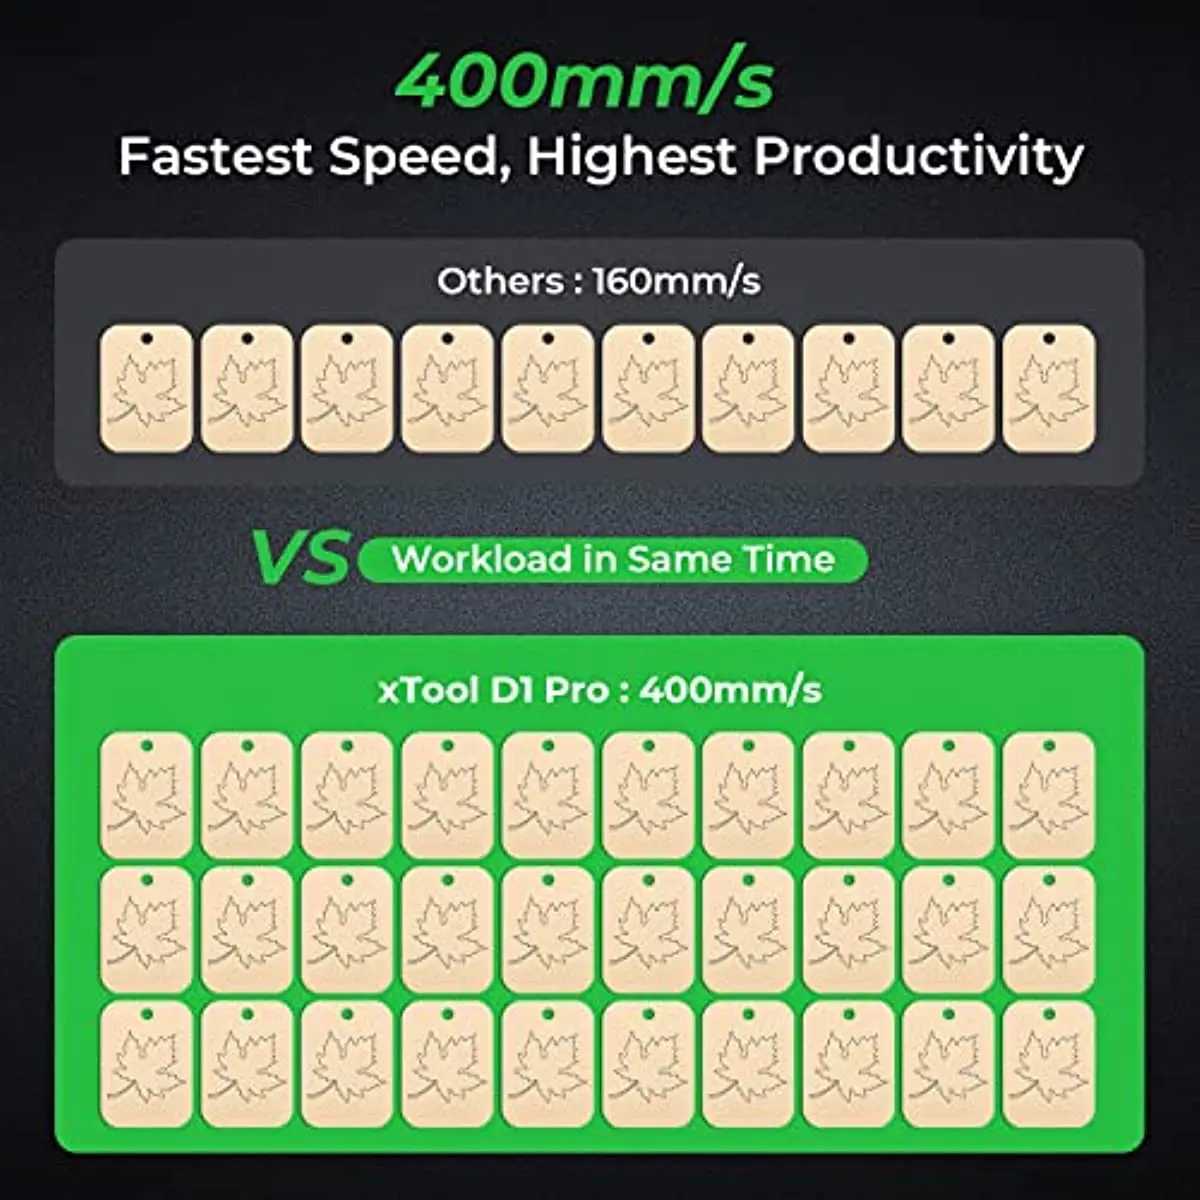 400mm/s
Fastest Speed, Highest Productivity
Others : 160mm/s
VS Workload in Same Time
xTool D1 Pro : 400mm/s